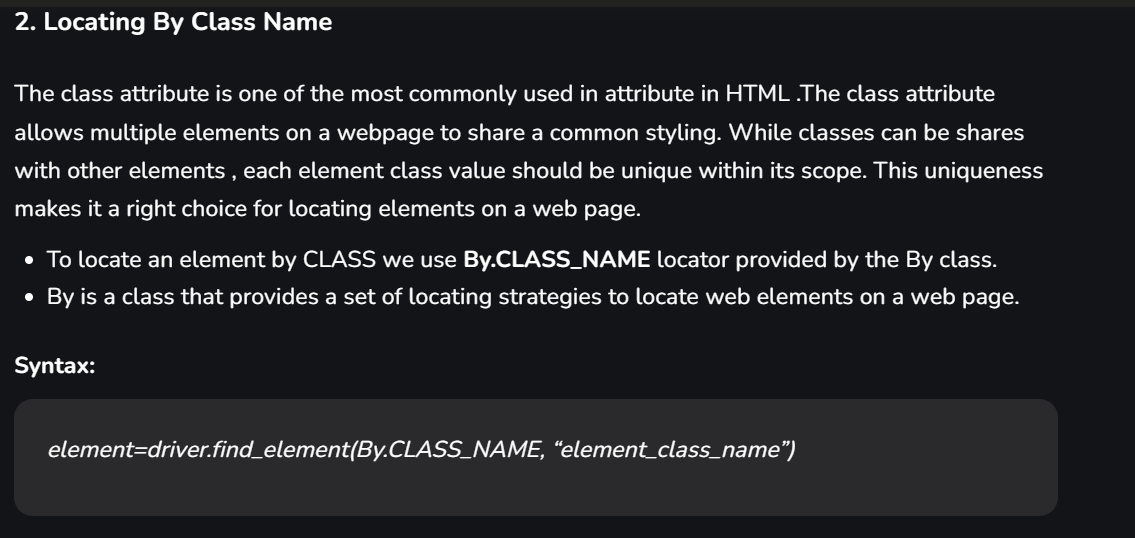 2. Locating By Class Name
The class attribute is one of the most commonly used in attribute in HTML .The class attribute
allows multiple elements on a webpage to share a common styling. While classes can be shares
with other elements , each element class value should be unique within its scope. This uniqueness
makes it a right choice for locating elements on a web page.
• To locate an element by CLASS we use By.CLASS_NAME locator provided by the By class.
• By is a class that provides a set of locating strategies to locate web elements on a web page.
Syntax:
element=driver.find_element(By.CLASS_NAME, “element_class_name”)